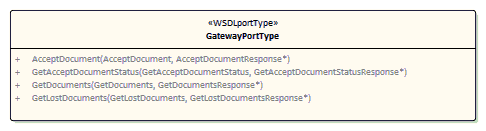 «WSDLportType»
GatewayPortType
+ AcceptDocument(AcceptDocument, AcceptDocumentResponse*)
+ GetAcceptDocumentStatus(GetAcceptDocumentStatus, GetAcceptDocumentStatusResponse*)
+ GetDocuments(GetDocuments, GetDocumentsResponse*)
+ GetLostDocuments(GetLostDocuments, GetLostDocumentsResponse*)